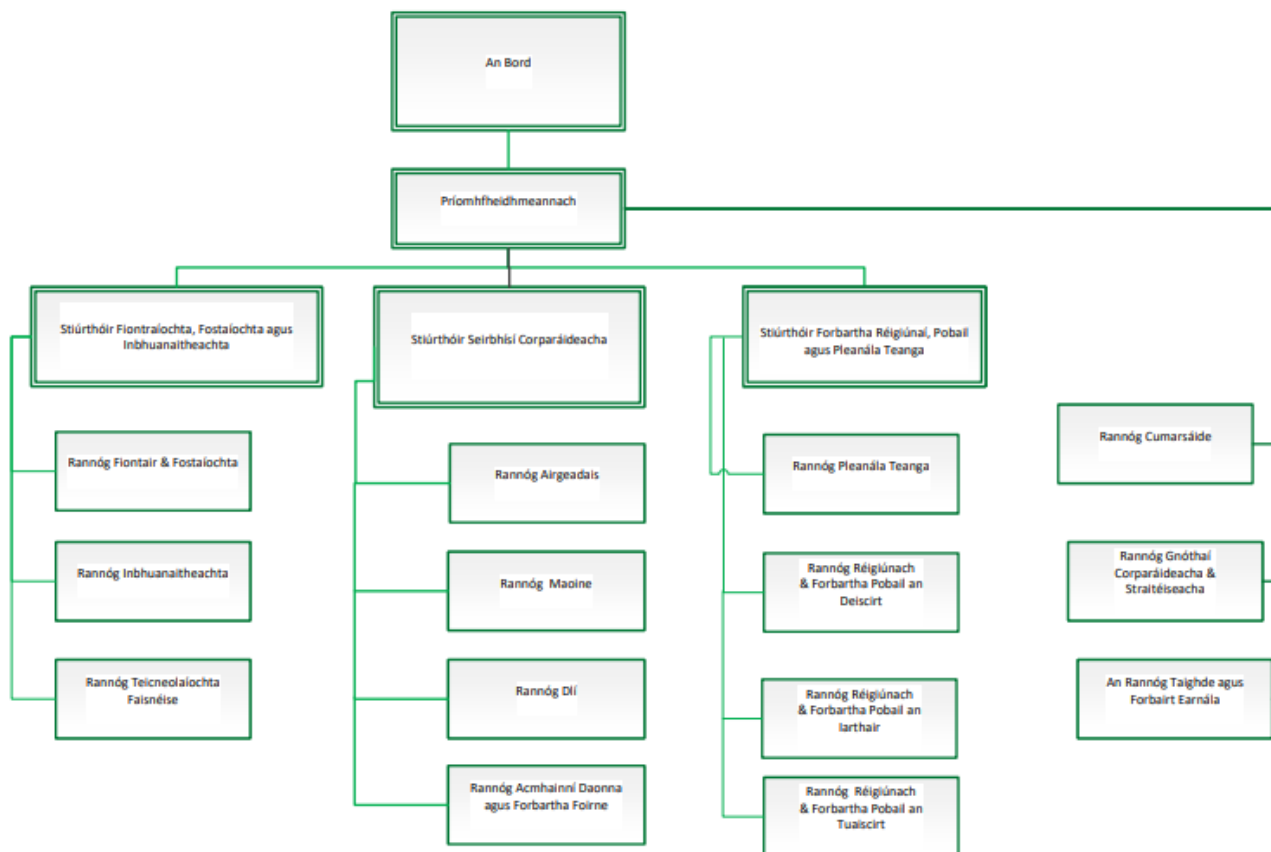 An Bord
Príomhfheidhmeannach
Stiúrthóir Fiontraíochta, Fostaíochta agus
Inbhuanaitheachta
Stiúrthóir Seirbhísí Corparáideacha
Stiúrthóir Forbartha Réigiúnaí, Pobail
agus Pleanála Teanga
Rannóg Fiontair & Fostaíochta
Rannóg Inbhuanaitheachta
Rannóg Teicneolaíochta
Faisnéise
Rannóg Airgeadais
Rannóg Maoine
Rannóg Dlí
Rannóg Acmhainní Daonna
agus Forbartha Foirne
Rannóg Pleanála Teanga
Rannóg Réigiúnach
& Forbartha Pobail an
Deiscirt
Rannóg Réigiúnach
& Forbartha Pobail an
Iarthair
Rannóg Réigiúnach
& Forbartha Pobail an
Tuaiscirt
Rannóg Cumarsáide
Rannóg Gnóthaí
Corparáideacha &
Straitéiseacha
An Rannóg Taighde agus
Forbairt Earnála